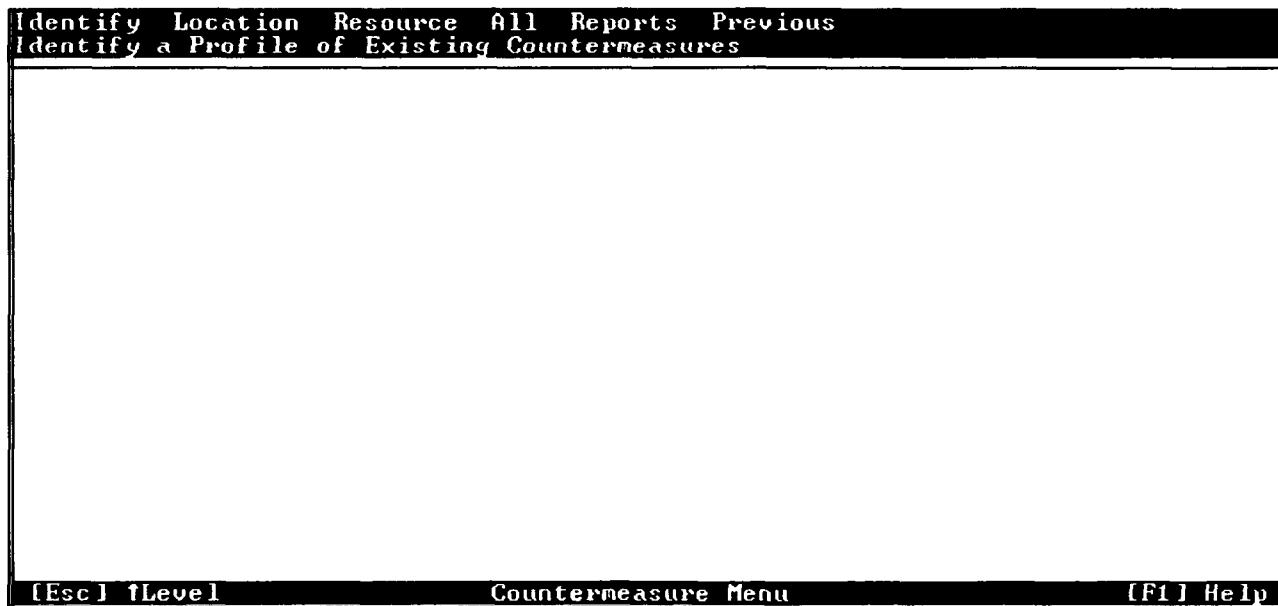 Identify Location Resource All Reports Previous
Identify a Profile of Existing Countermeasures
[Esc] ↑Level Countermeasure Menu [F1] Help